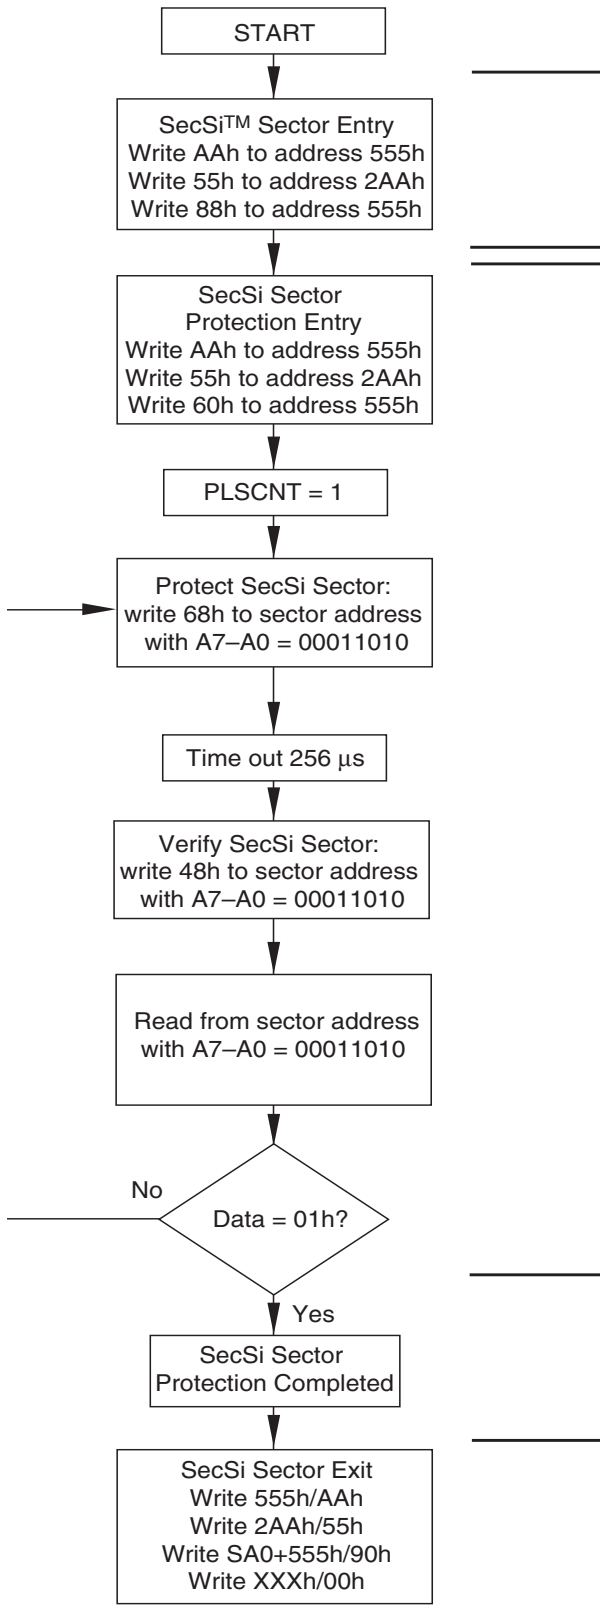 START
SecSi™ Sector Entry
Write AAh to address 555h
Write 55h to address 2AAh
Write 88h to address 555h
SecSi Sector
Protection Entry
Write AAh to address 555h
Write 55h to address 2AAh
Write 60h to address 555h
PLSCNT = 1
Protect SecSi Sector:
write 68h to sector address
with A7–A0 = 00011010
Time out 256 μs
Verify SecSi Sector:
write 48h to sector address
with A7–A0 = 00011010
Read from sector address
with A7–A0 = 00011010
No
Data = 01h?
Yes
SecSi Sector
Protection Completed
SecSi Sector Exit
Write 555h/AAh
Write 2AAh/55h
Write SA0+555h/90h
Write XXXh/00h